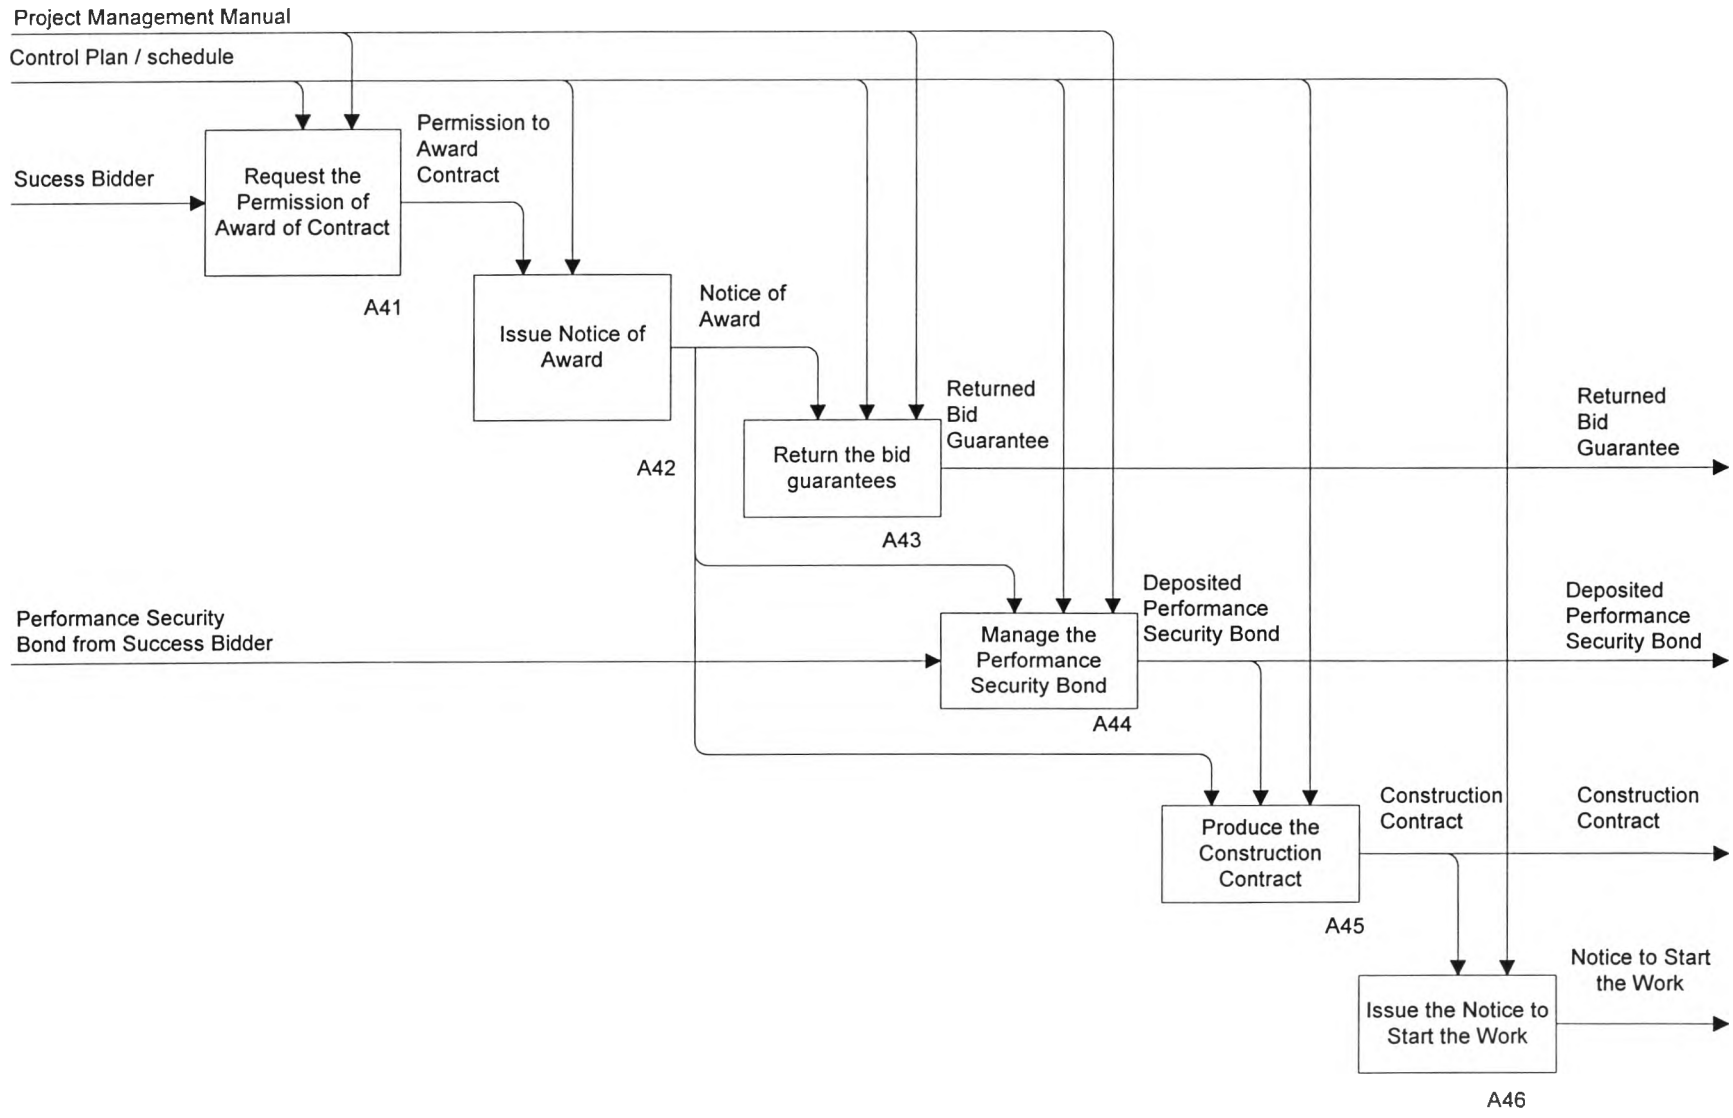 Project Management Manual
Control Plan / schedule
Sucess Bidder
Request the
Permission of
Award of Contract
A41
Permission to
Award
Contract
Issue Notice of
Award
A42
Notice of
Award
Return the bid
guarantees
A43
Returned
Bid
Guarantee
Returned
Bid
Guarantee
Performance Security
Bond from Success Bidder
Manage the
Performance
Security Bond
A44
Deposited
Performance
Security Bond
Deposited
Performance
Security Bond
Produce the
Construction
Contract
A45
Construction
Contract
Construction
Contract
Issue the Notice to
Start the Work
A46
Notice to Start
the Work